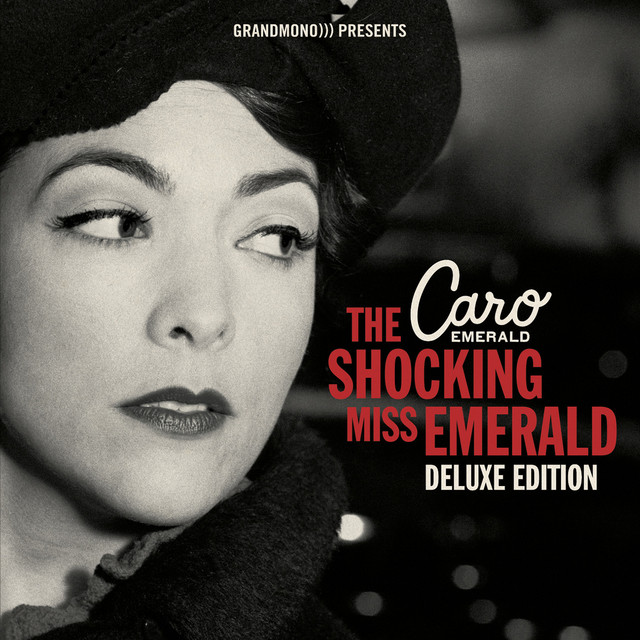 GRANDMONO))) PRESENTS
Caro
EMERALD
THE
SHOCKING
MISS EMERALD
DELUXE EDITION